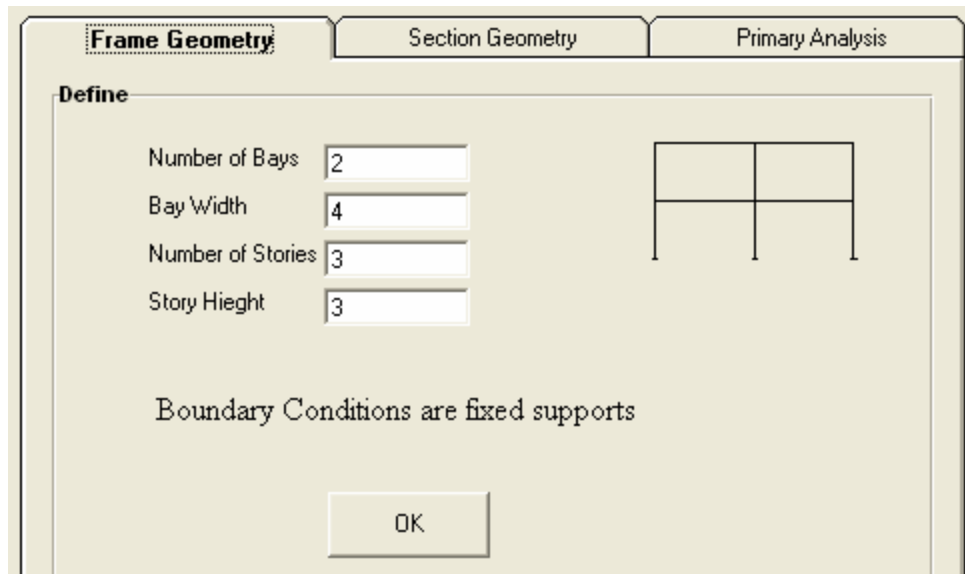 Frame Geometry Section Geometry Primary Analysis
Define
Number of Bays 2
Bay Width 4
Number of Stories 3
Story Hieght 3
Boundary Conditions are fixed supports
OK